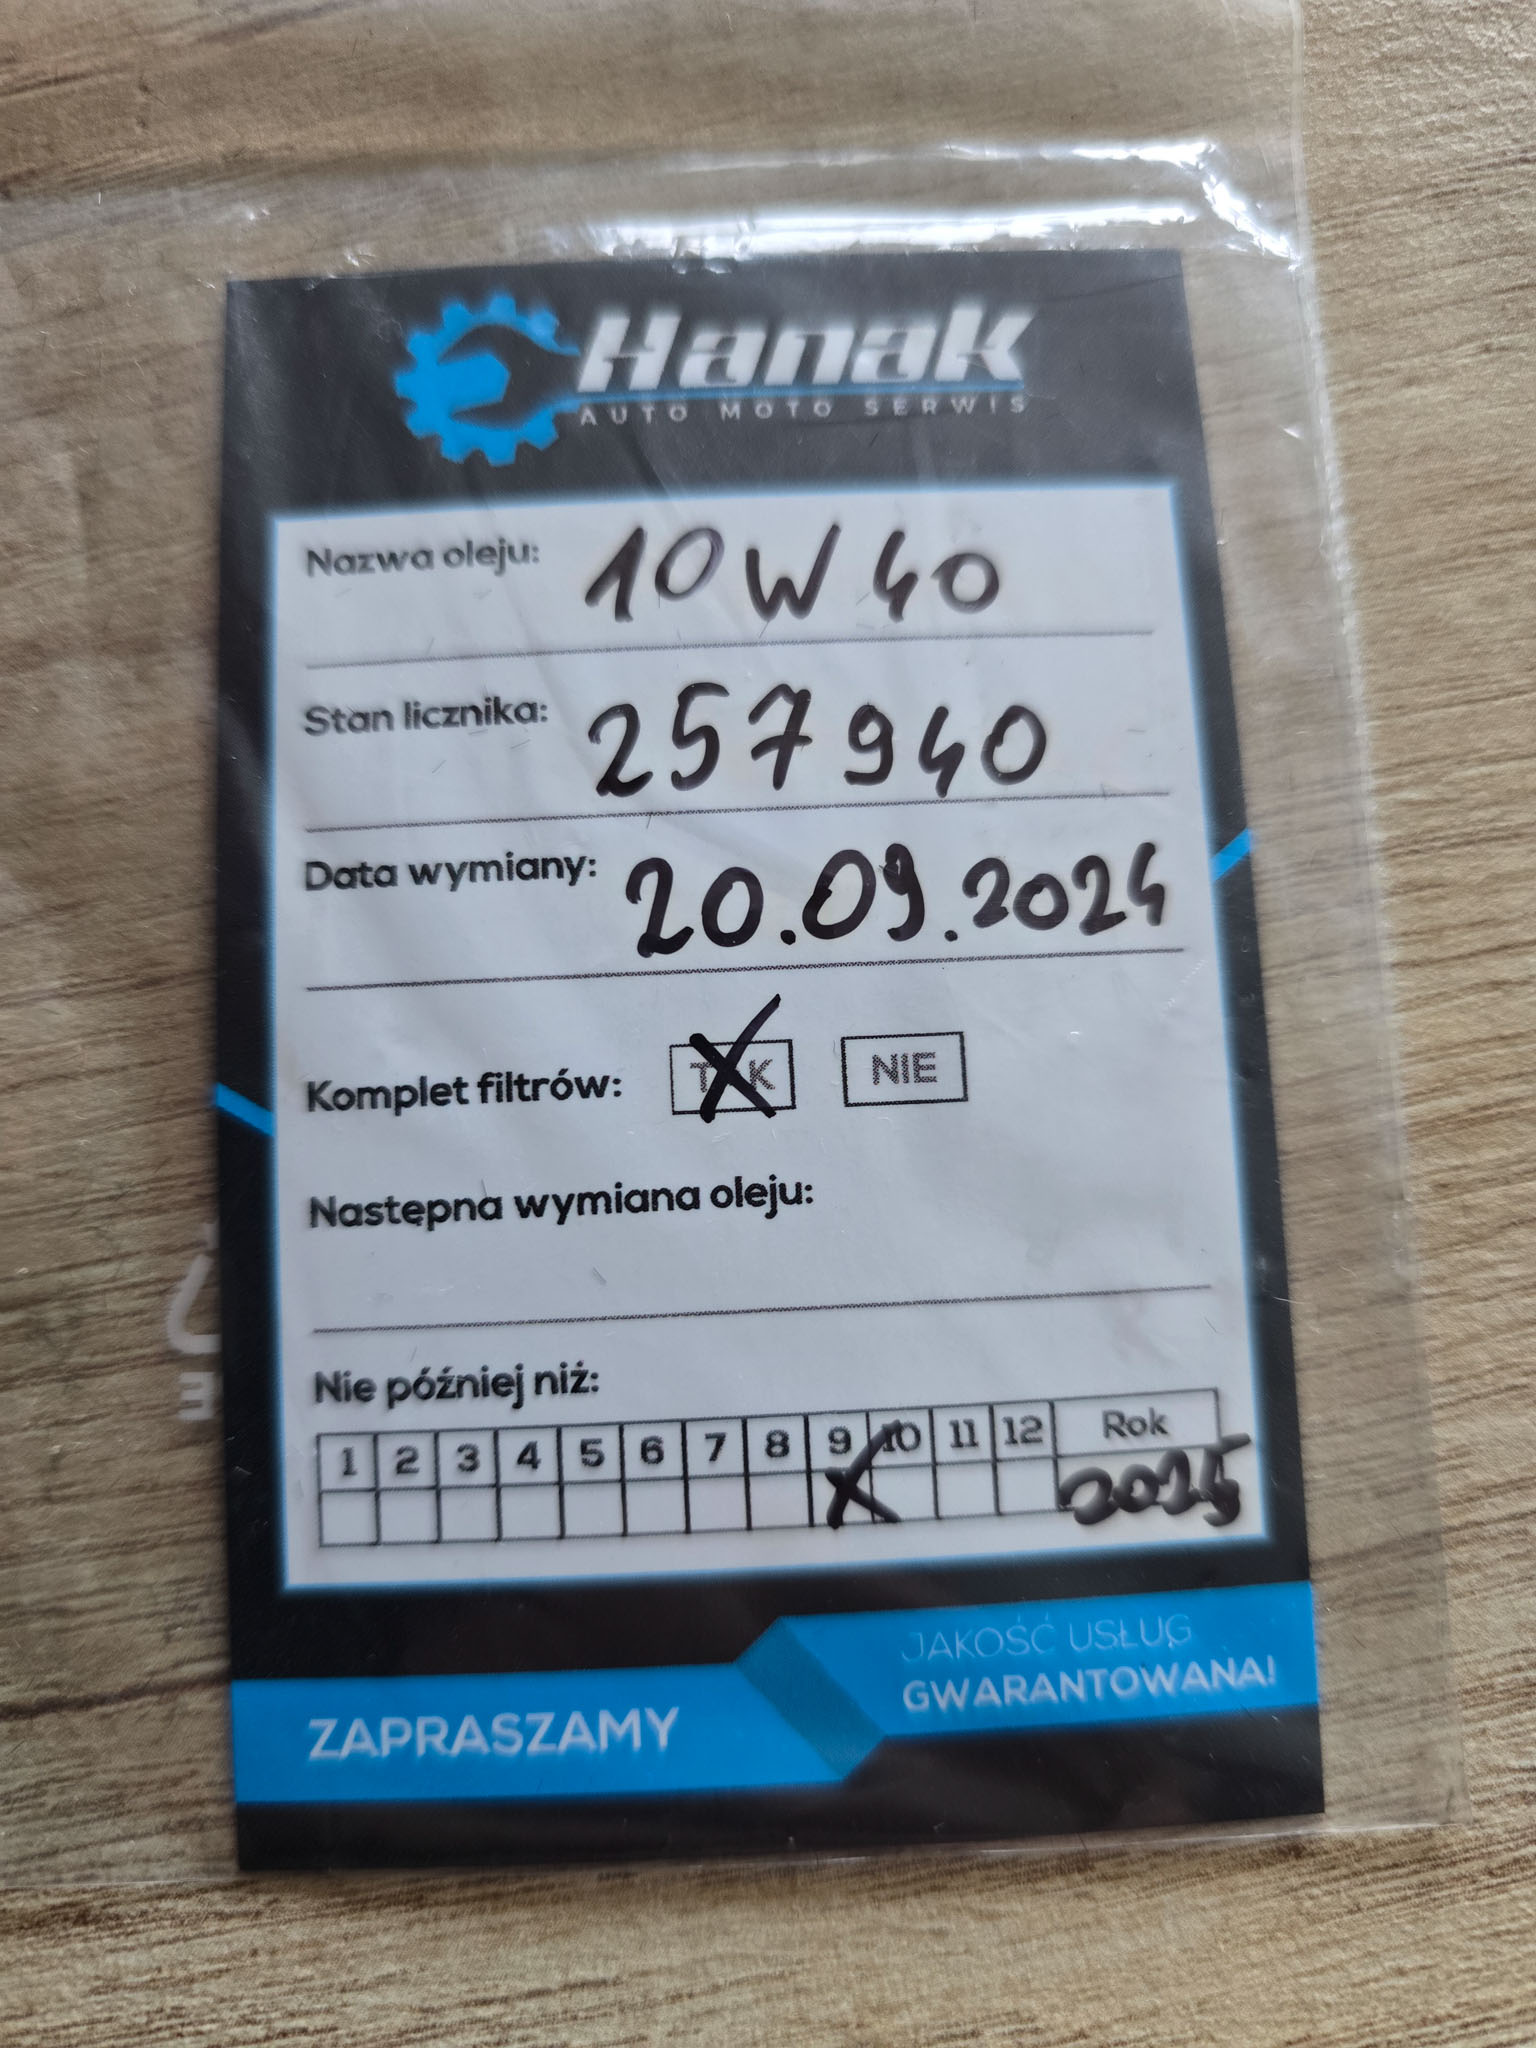 Hanak
AUTO MOTO SERWIS
Nazwa oleju: 10W40
Stan licznika: 257940
Data wymiany: 20.09.2024
Komplet filtrów: TAK NIE
Następna wymiana oleju:
Nie później niż:
1 2 3 4 5 6 7 8 9 10 11 12 Rok
X 2025
JAKOŚĆ USŁUG
GWARANTOWANA!
ZAPRASZAMY